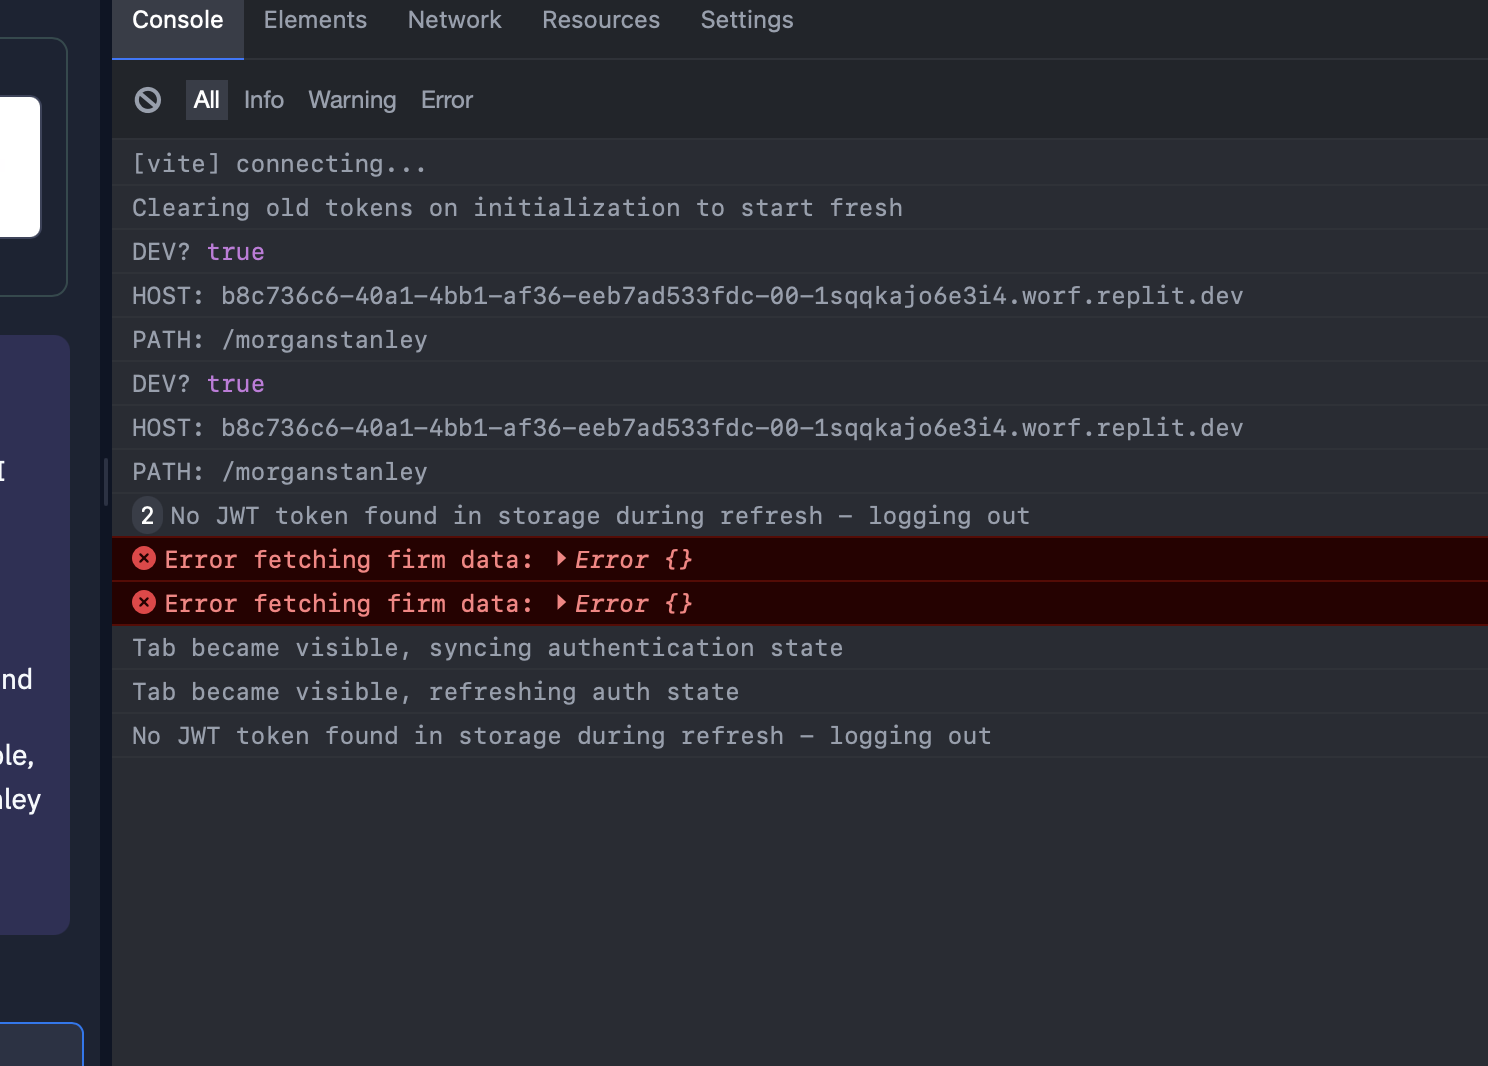 Console Elements Network Resources Settings
All Info Warning Error
[vite] connecting...
Clearing old tokens on initialization to start fresh
DEV? true
HOST: b8c736c6-40a1-4bb1-af36-eeb7ad533fdc-00-1sqqkajo6e3i4.worf.replit.dev
PATH: /morganstanley
DEV? true
HOST: b8c736c6-40a1-4bb1-af36-eeb7ad533fdc-00-1sqqkajo6e3i4.worf.replit.dev
PATH: /morganstanley
2 No JWT token found in storage during refresh – logging out
Error fetching firm data: Error {}
Error fetching firm data: Error {}
Tab became visible, syncing authentication state
Tab became visible, refreshing auth state
No JWT token found in storage during refresh – logging out
I
nd
ple,
nley